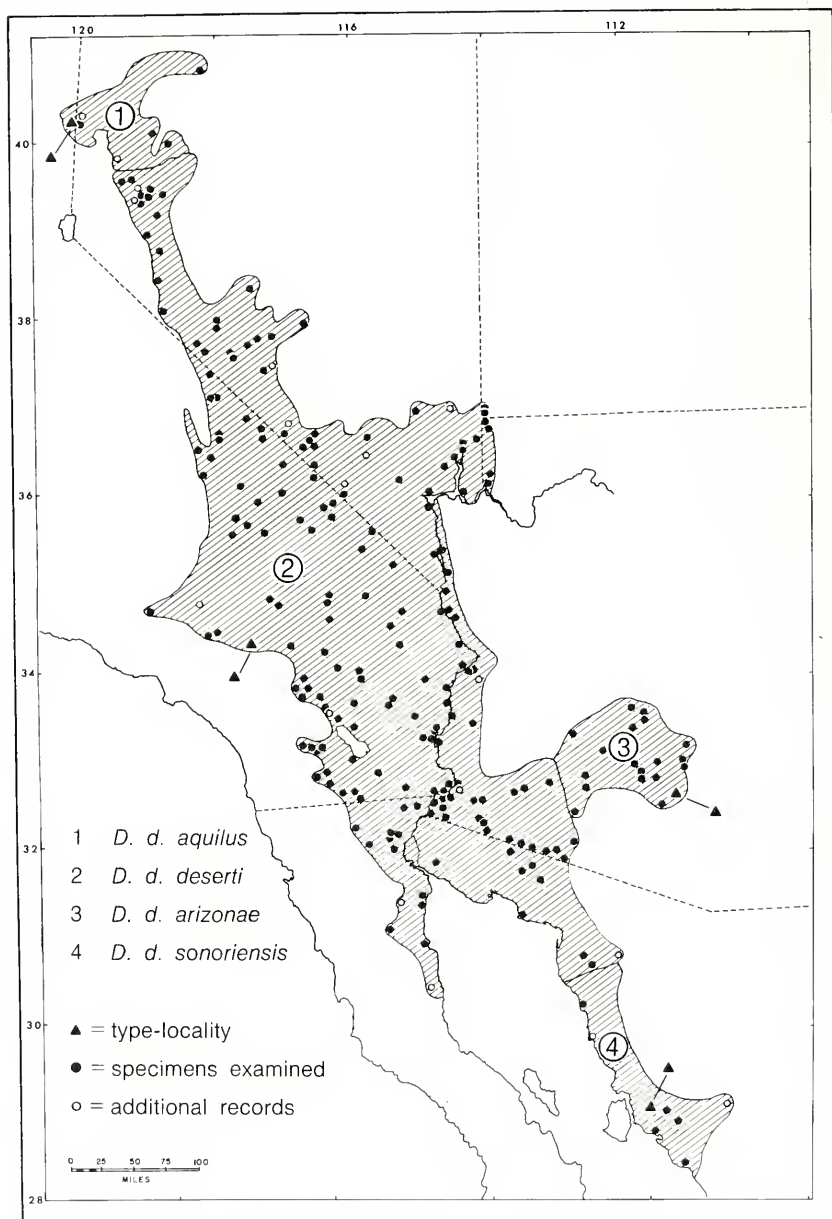 120 116 112
1
40
38
36
2
34
3
32
1 D. d. aquilus
2 D. d. deserti
3 D. d. arizonae
4 D. d. sonoriensis
30
4
▲ = type-locality
● = specimens examined
○ = additional records
0 25 50 75 100
MILES
28